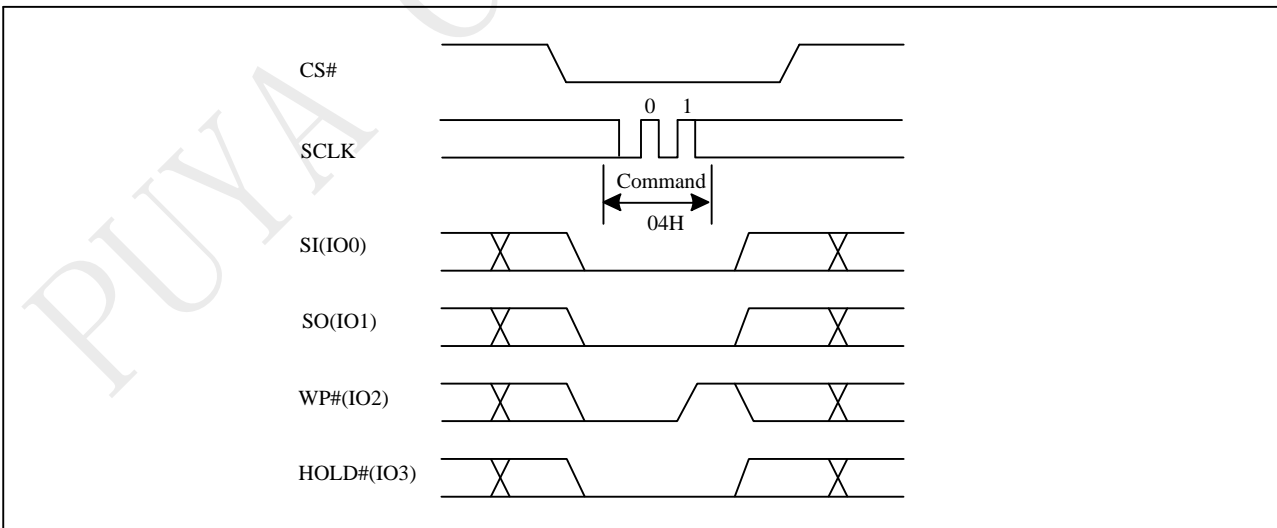 PUYA
CS#
0 1
SCLK
Command
04H
SI(IO0)
SO(IO1)
WP#(IO2)
HOLD#(IO3)